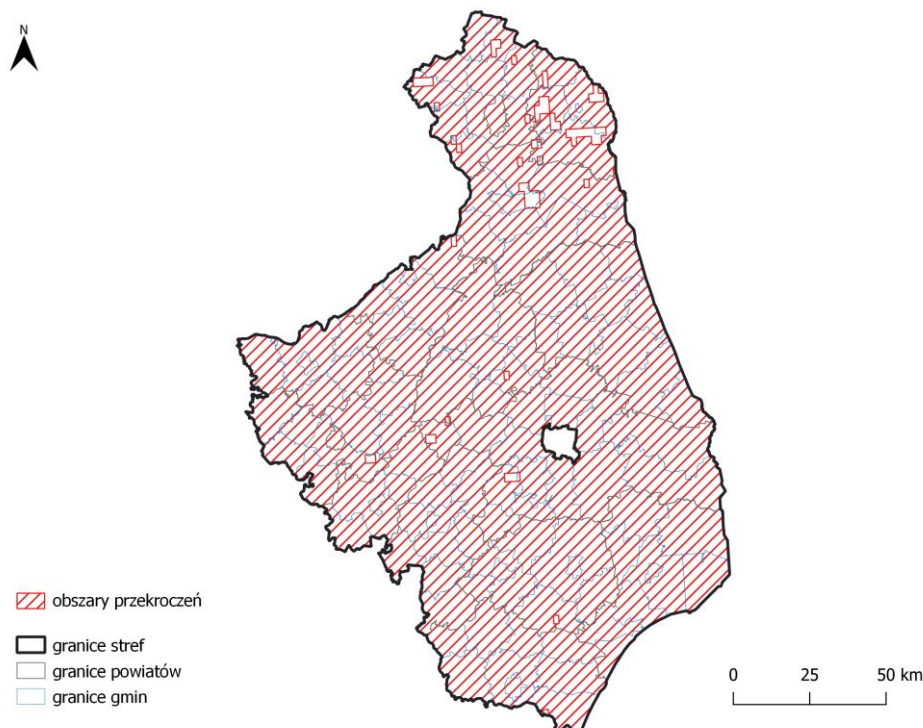 N
obszary przekroczeń
granice stref
granice powiatów
granice gmin
0 25 50 km